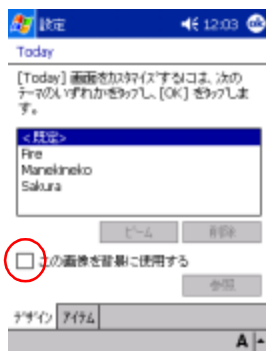 設定 12:03 ok
Today
[Today] 画面をカスタマイズするには、次の
テーマのいずれかをタップし、[OK] をタップしま
す。
<既定>
Fire
Manekineko
Sakura
ビーム 削除
この画像を背景に使用する
参照
デザイン アイテム
A